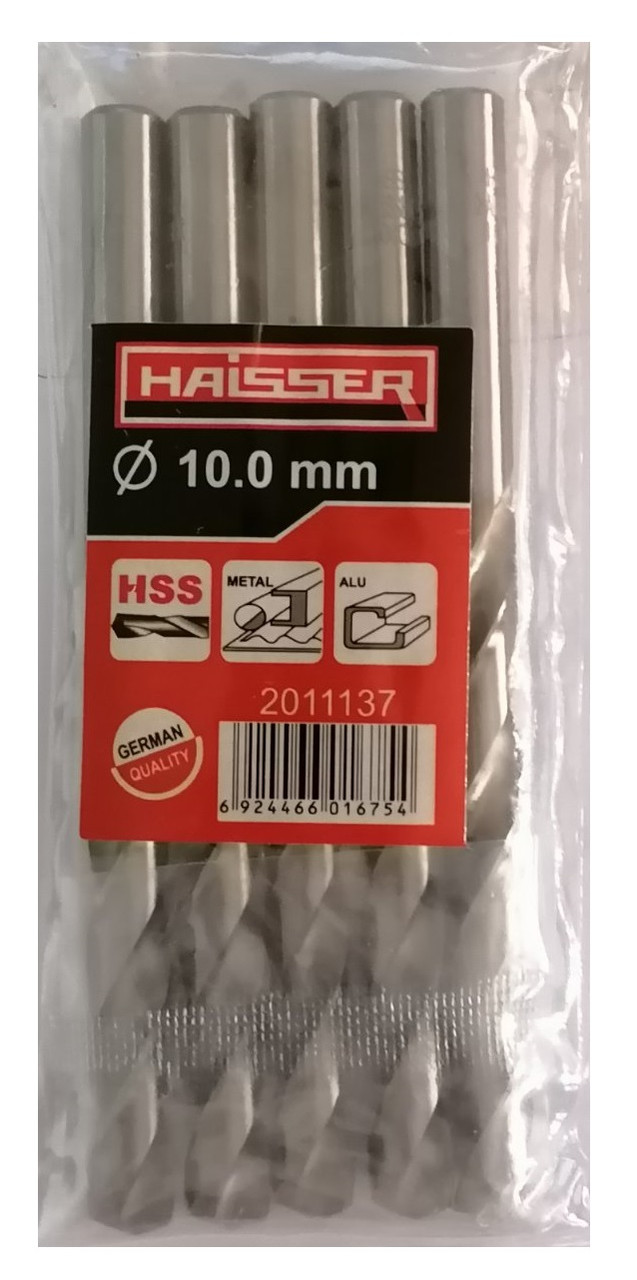 HAISSER
Ø 10.0 mm
HSS
METAL
ALU
2011137
GERMAN
QUALITY
6 924466 016754